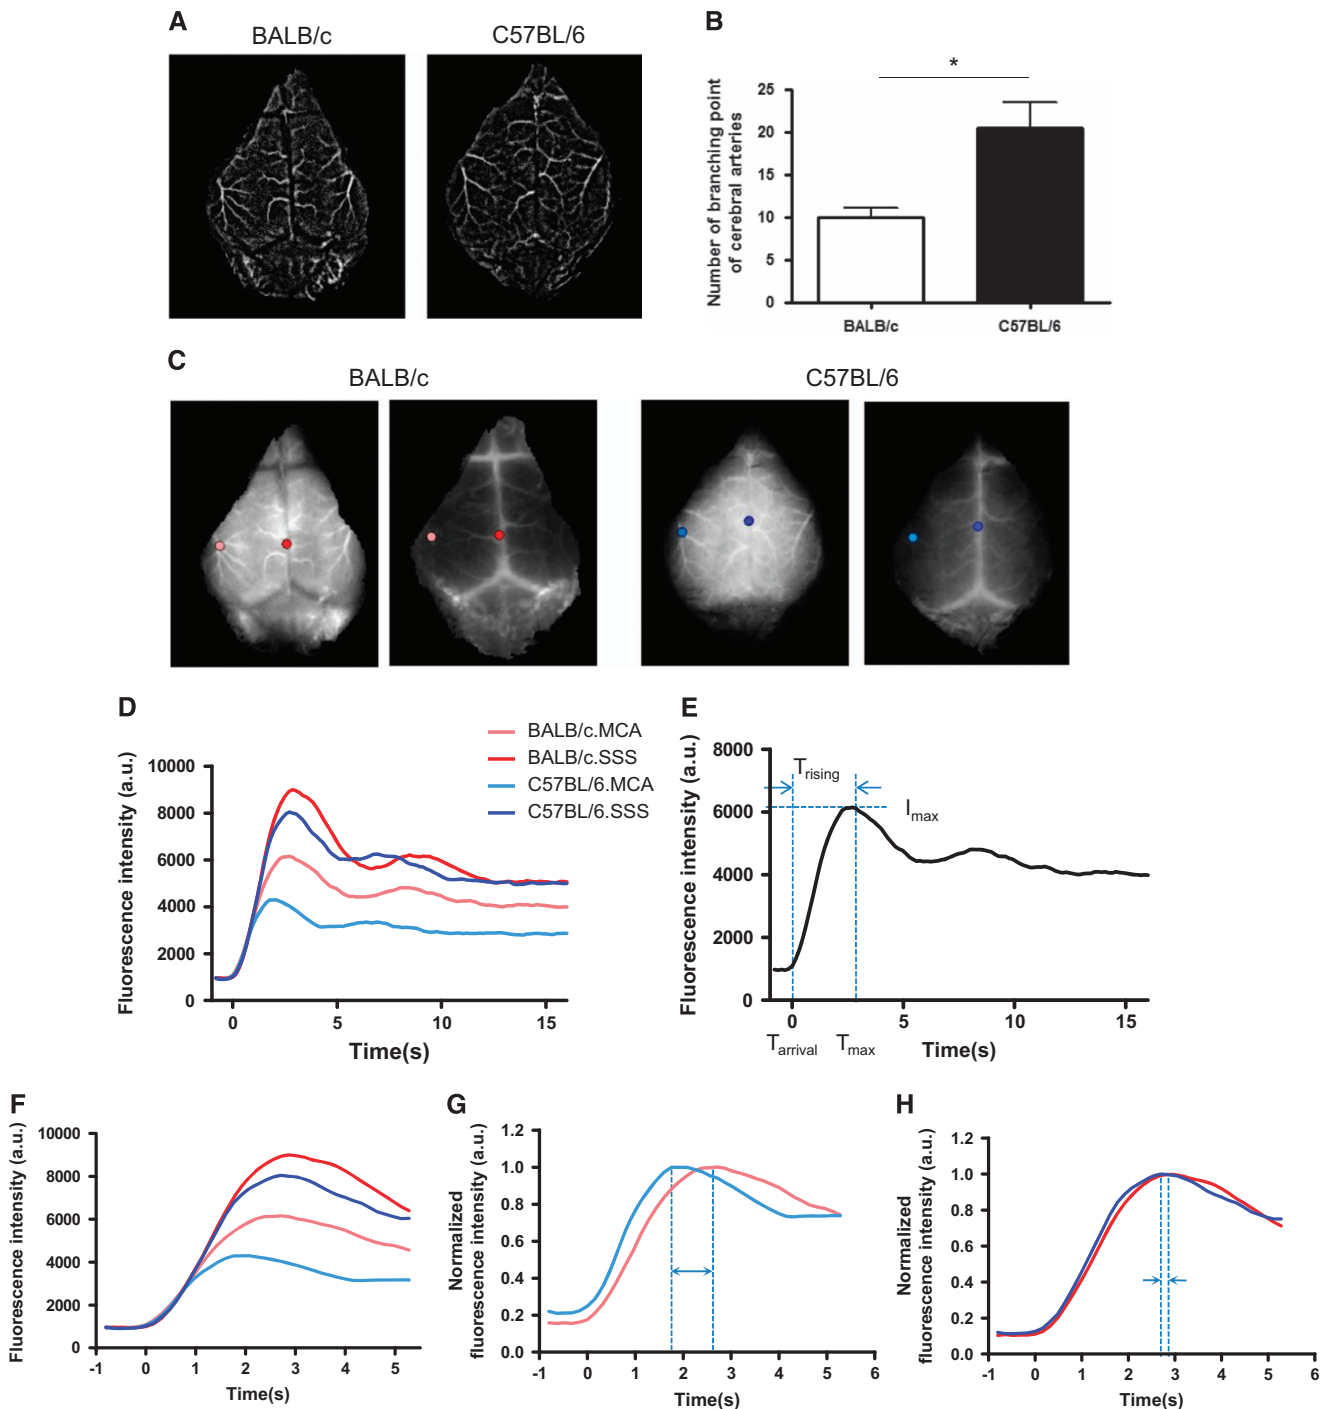 A
BALB/c
C57BL/6
B
*
Number of branching point
of cerebral arteries
25
20
15
10
5
0
BALB/c
C57BL/6
C
BALB/c
C57BL/6
D
BALB/c.MCA
BALB/c.SSS
C57BL/6.MCA
C57BL/6.SSS
Fluorescence intensity (a.u.)
10000
8000
6000
4000
2000
0
0
5
10
15
Time(s)
E
Fluorescence intensity (a.u.)
8000
6000
4000
2000
0
Trising
Imax
0
5
10
15
Tarrival
Tmax
Time(s)
F
Fluorescence intensity (a.u.)
10000
8000
6000
4000
2000
0
-1
0
1
2
3
4
5
Time(s)
G
Normalized
fluorescence intensity (a.u.)
1.2
1.0
0.8
0.6
0.4
0.2
0.0
-1
0
1
2
3
4
5
6
Time(s)
H
Normalized
fluorescence intensity (a.u.)
1.2
1.0
0.8
0.6
0.4
0.2
0.0
-1
0
1
2
3
4
5
6
Time(s)